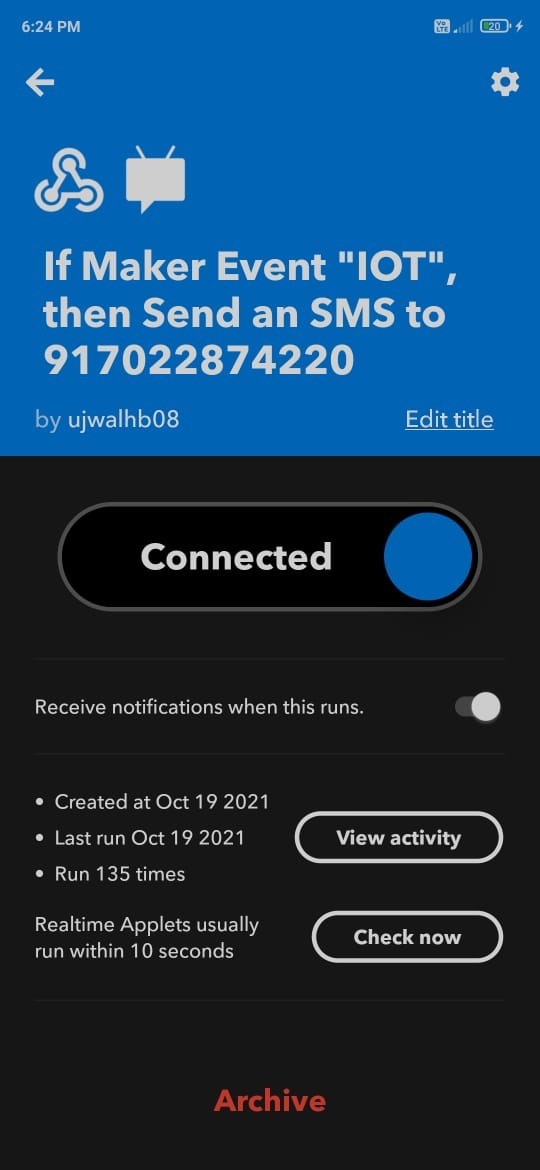 6:24 PM
Vo LTE
20
If Maker Event "IOT",
then Send an SMS to
917022874220
by ujwalhb08
Edit title
Connected
Receive notifications when this runs.
• Created at Oct 19 2021
• Last run Oct 19 2021
View activity
• Run 135 times
Realtime Applets usually
run within 10 seconds
Check now
Archive